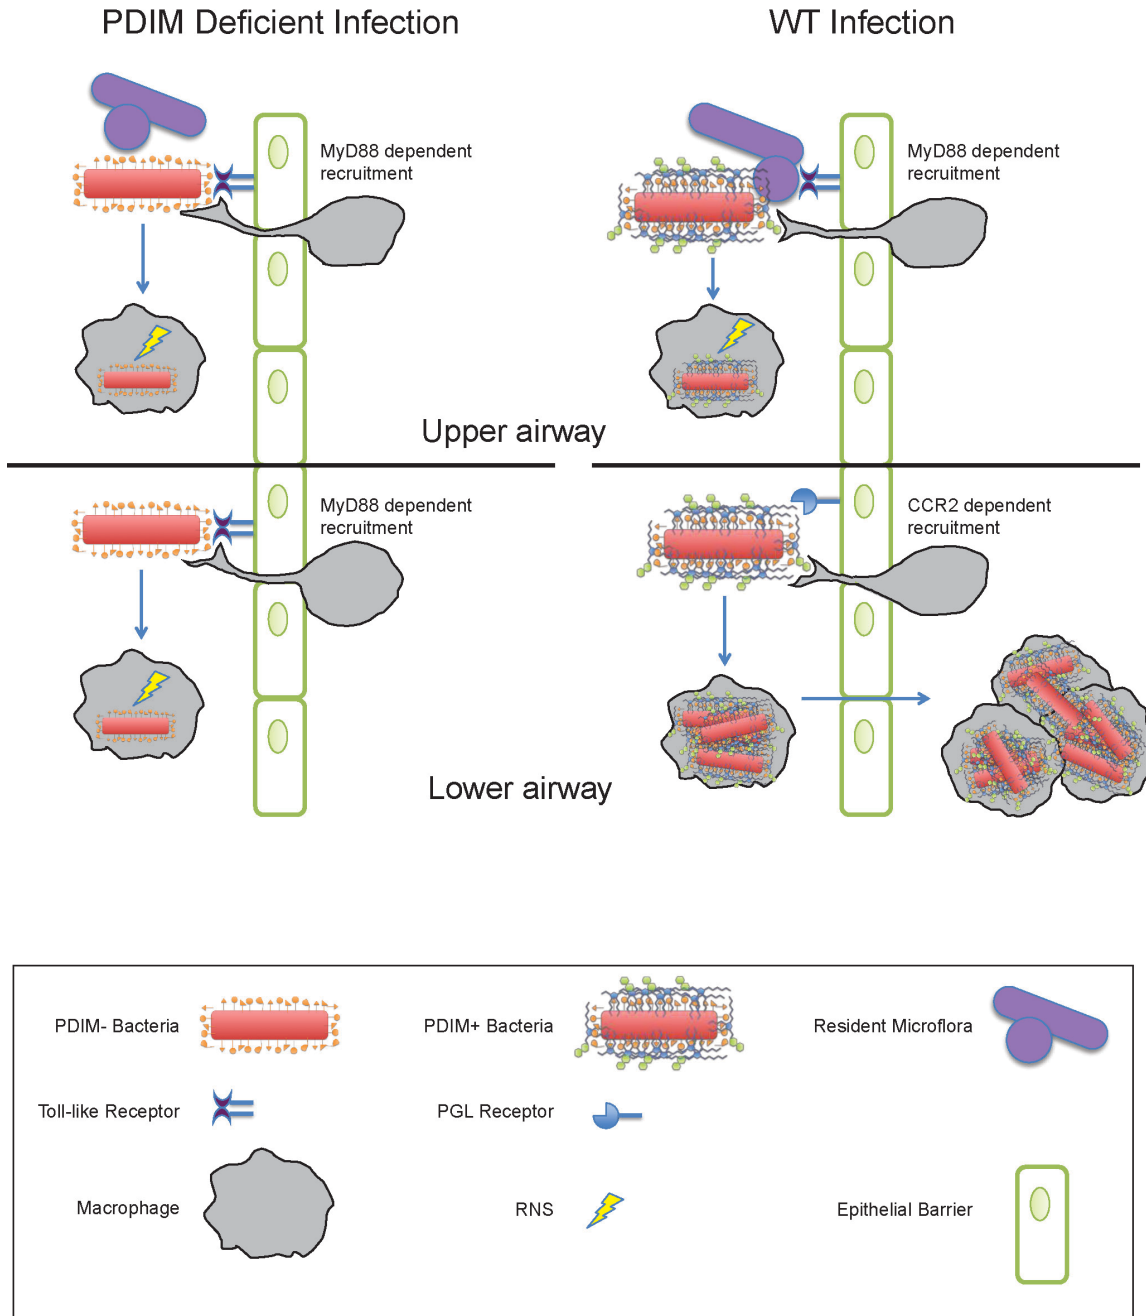 PDIM Deficient Infection
WT Infection
MyD88 dependent
recruitment
MyD88 dependent
recruitment
Upper airway
MyD88 dependent
recruitment
CCR2 dependent
recruitment
Lower airway
PDIM- Bacteria
PDIM+ Bacteria
Resident Microflora
Toll-like Receptor
PGL Receptor
Macrophage
RNS
Epithelial Barrier